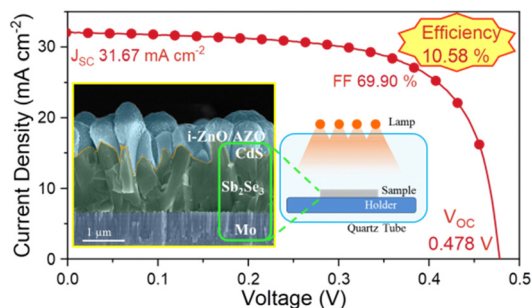 Current Density (mA cm⁻²)
30
20
10
0
J_SC 31.67 mA cm⁻²
FF 69.90 %
Efficiency
10.58 %
i-ZnO/AZO
CdS
Sb₂Se₃
Mo
1 μm
Lamp
Sample
Holder
Quartz Tube
V_OC
0.478 V
0.0
0.1
0.2
0.3
0.4
0.5
Voltage (V)